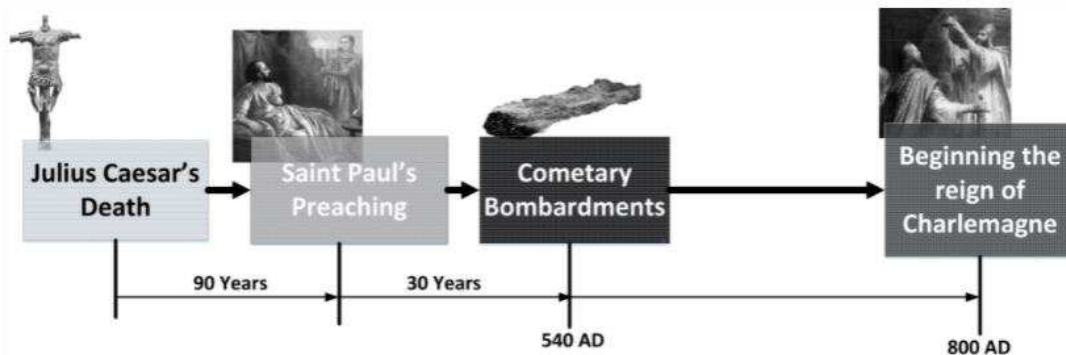 Julius Caesar's
Death
Saint Paul's
Preaching
Cometary
Bombardments
Beginning the
reign of
Charlemagne
90 Years
30 Years
540 AD
800 AD